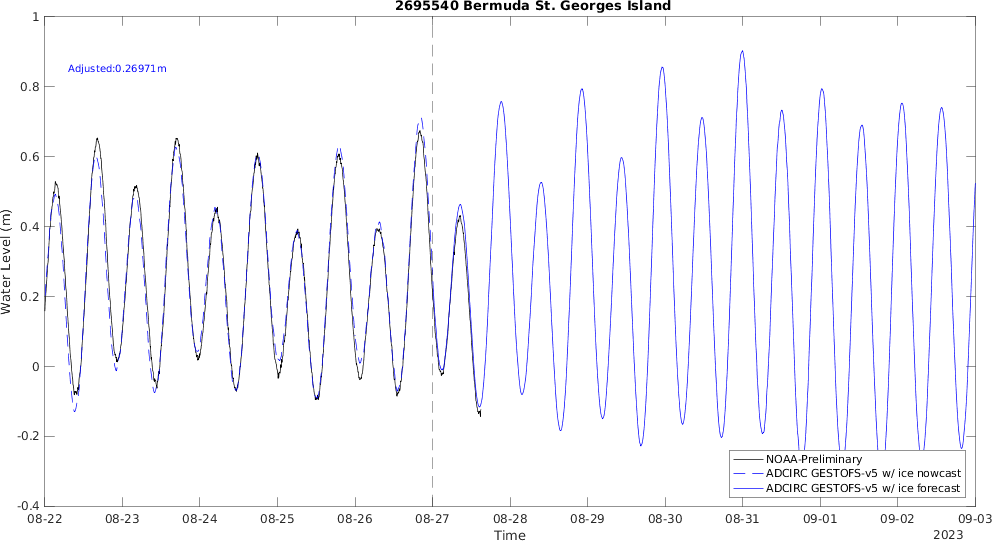 2695540 Bermuda St. Georges Island
Adjusted:0.26971m
Water Level (m)
1
0.8
0.6
0.4
0.2
0
-0.2
-0.4
NOAA-Preliminary
ADCIRC GESTOFS-v5 w/ ice nowcast
ADCIRC GESTOFS-v5 w/ ice forecast
08-22 08-23 08-24 08-25 08-26 08-27 08-28 08-29 08-30 08-31 09-01 09-02 09-03
Time
2023